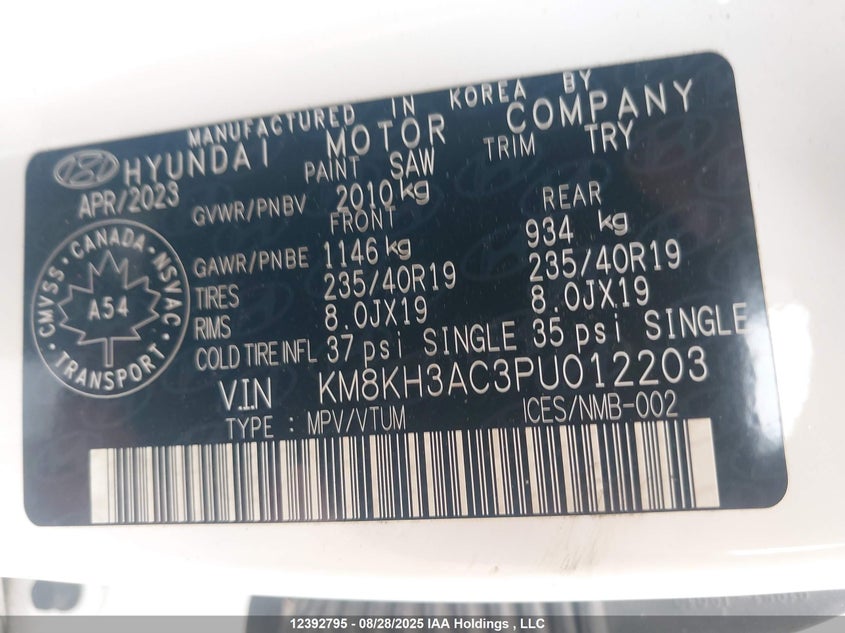 MANUFACTURED IN KOREA BY
HYUNDAI MOTOR COMPANY
APR/2023 PAINT SAW TRIM TRY
GVWR/PNBV 2010 kg
FRONT REAR
GAWR/PNBE 1146 kg 934 kg
TIRES 235/40R19 235/40R19
RIMS 8.0JX19 8.0JX19
COLD TIRE INFL 37 psi SINGLE 35 psi SINGLE
V.I.N KM8KH3AC3PU012203
TYPE : MPV/VTUM ICES/NMB-002
CMVSS · CANADA · NSVAC · TRANSPORT ·
A54
12392795 - 08/28/2025 IAA Holdings , LLC